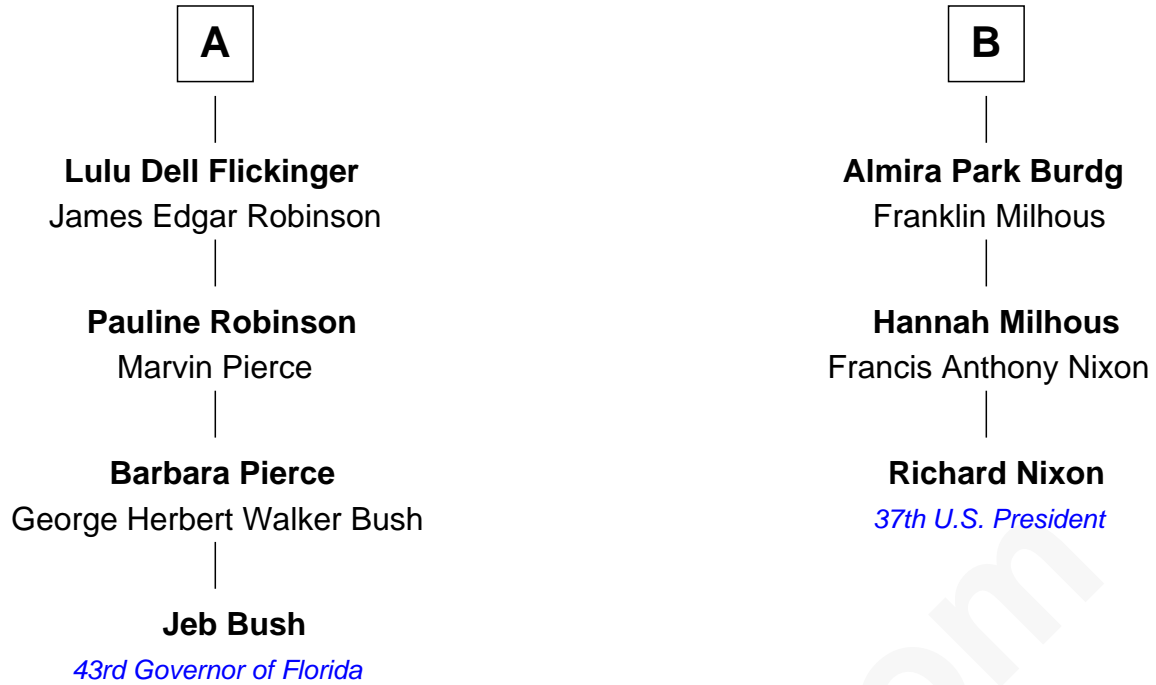 A
Lulu Dell Flickinger
James Edgar Robinson
Pauline Robinson
Marvin Pierce
Barbara Pierce
George Herbert Walker Bush
Jeb Bush
43rd Governor of Florida
B
Almira Park Burdg
Franklin Milhous
Hannah Milhous
Francis Anthony Nixon
Richard Nixon
37th U.S. President
om